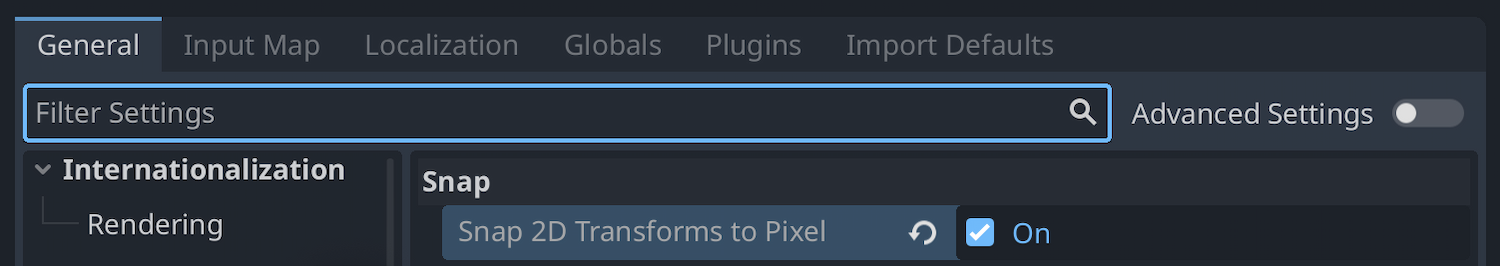 General Input Map Localization Globals Plugins Import Defaults
Filter Settings Advanced Settings
Internationalization
Rendering
Snap
Snap 2D Transforms to Pixel On